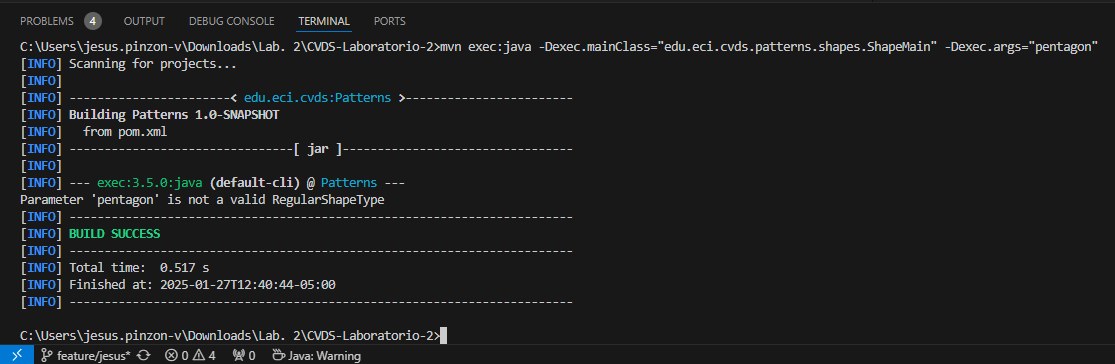 PROBLEMS 4 OUTPUT DEBUG CONSOLE TERMINAL PORTS
C:\Users\jesus.pinzon-v\Downloads\Lab. 2\CVDS-Laboratorio-2>mvn exec:java -Dexec.mainClass="edu.eci.cvds.patterns.shapes.ShapeMain" -Dexec.args="pentagon"
[INFO] Scanning for projects...
[INFO]
[INFO] -----------------------< edu.eci.cvds:Patterns >------------------------
[INFO] Building Patterns 1.0-SNAPSHOT
[INFO]   from pom.xml
[INFO] --------------------------------[ jar ]---------------------------------
[INFO]
[INFO] --- exec:3.5.0:java (default-cli) @ Patterns ---
Parameter 'pentagon' is not a valid RegularShapeType
[INFO] ------------------------------------------------------------------------
[INFO] BUILD SUCCESS
[INFO] ------------------------------------------------------------------------
[INFO] Total time:  0.517 s
[INFO] Finished at: 2025-01-27T12:40:44-05:00
[INFO] ------------------------------------------------------------------------
C:\Users\jesus.pinzon-v\Downloads\Lab. 2\CVDS-Laboratorio-2>
feature/jesus* 0 4 0 Java: Warning